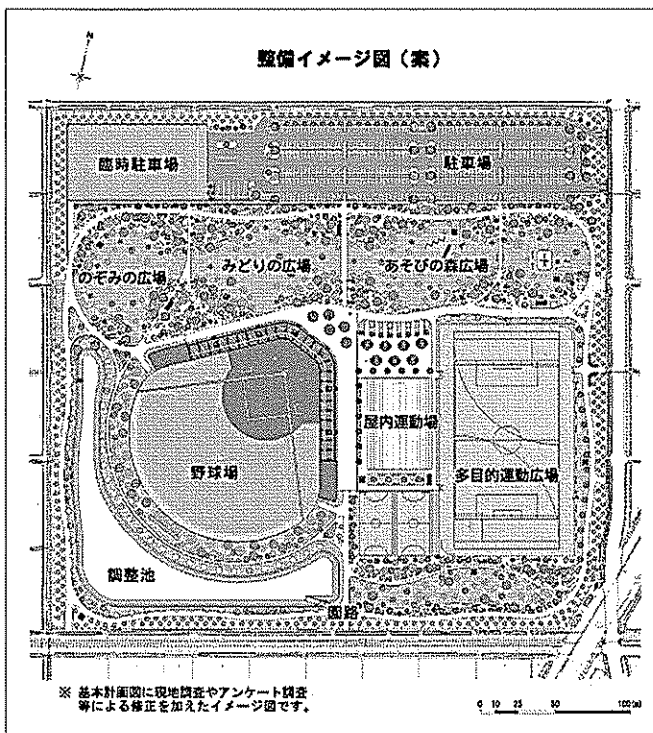 N
整備イメージ図（案）
臨時駐車場
駐車場
のぞみの広場
みどりの広場
あそびの森広場
屋内運動場
野球場
多目的運動広場
調整池
園路
※ 基本計画図に現地調査やアンケート調査
等による修正を加えたイメージ図です。
0 10 25 50 100(m)